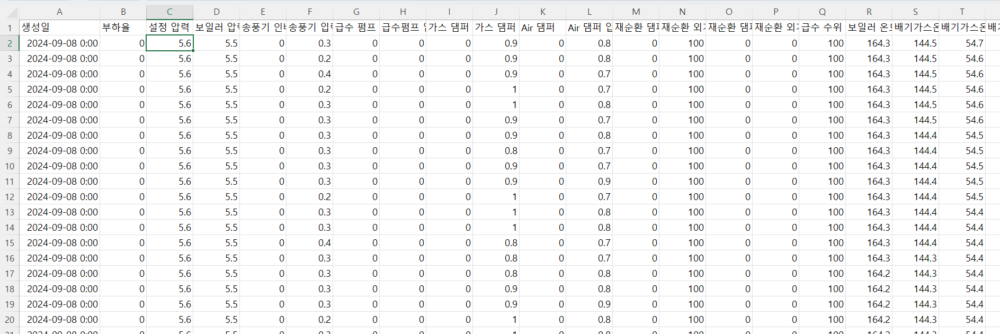 A B C D E F G H I J K L M N O P Q R S T
1 생성일 부하율 설정 압력 보일러 압력 송풍기 인버 송풍기 입력 급수 펌프 급수펌프 가스 댐퍼 가스 댐퍼 Air 댐퍼 Air 댐퍼 입 재순환 댐퍼 재순환 외기 재순환 댐퍼 재순환 외기 급수 수위 보일러 온도 배기가스온 배기가스온 배기
2 2024-09-08 0:00 0 5.6 5.5 0 0.3 0 0 0 0.9 0 0.8 0 100 0 0 100 164.3 144.5 54.7
3 2024-09-08 0:00 0 5.6 5.5 0 0.2 0 0 0 0.9 0 0.8 0 100 0 0 100 164.3 144.5 54.6
4 2024-09-08 0:00 0 5.6 5.5 0 0.4 0 0 0 0.9 0 0.7 0 100 0 0 100 164.3 144.5 54.6
5 2024-09-08 0:00 0 5.6 5.5 0 0.2 0 0 0 1 0 0.7 0 100 0 0 100 164.3 144.5 54.6
6 2024-09-08 0:00 0 5.6 5.5 0 0.3 0 0 0 1 0 0.8 0 100 0 0 100 164.3 144.5 54.6
7 2024-09-08 0:00 0 5.6 5.5 0 0.3 0 0 0 0.9 0 0.7 0 100 0 0 100 164.3 144.5 54.6
8 2024-09-08 0:00 0 5.6 5.5 0 0.3 0 0 0 0.9 0 0.8 0 100 0 0 100 164.3 144.4 54.5
9 2024-09-08 0:00 0 5.6 5.5 0 0.3 0 0 0 0.8 0 0.7 0 100 0 0 100 164.3 144.4 54.5
10 2024-09-08 0:00 0 5.6 5.5 0 0.3 0 0 0 0.9 0 0.7 0 100 0 0 100 164.3 144.4 54.5
11 2024-09-08 0:00 0 5.6 5.5 0 0.3 0 0 0 0.9 0 0.9 0 100 0 0 100 164.3 144.4 54.5
12 2024-09-08 0:00 0 5.6 5.5 0 0.2 0 0 0 1 0 0.7 0 100 0 0 100 164.3 144.4 54.5
13 2024-09-08 0:00 0 5.6 5.5 0 0.3 0 0 0 1 0 0.8 0 100 0 0 100 164.3 144.4 54.4
14 2024-09-08 0:00 0 5.6 5.5 0 0.3 0 0 0 1 0 0.8 0 100 0 0 100 164.3 144.4 54.4
15 2024-09-08 0:00 0 5.6 5.5 0 0.4 0 0 0 0.8 0 0.7 0 100 0 0 100 164.3 144.4 54.4
16 2024-09-08 0:00 0 5.6 5.5 0 0.3 0 0 0 0.8 0 0.7 0 100 0 0 100 164.3 144.3 54.4
17 2024-09-08 0:00 0 5.6 5.5 0 0.3 0 0 0 0.8 0 0.8 0 100 0 0 100 164.2 144.3 54.4
18 2024-09-08 0:00 0 5.6 5.5 0 0.3 0 0 0 0.9 0 0.8 0 100 0 0 100 164.2 144.3 54.4
19 2024-09-08 0:00 0 5.6 5.5 0 0.3 0 0 0 0.9 0 0.9 0 100 0 0 100 164.2 144.3 54.4
20 2024-09-08 0:00 0 5.6 5.5 0 0.2 0 0 0 1 0 0.8 0 100 0 0 100 164.2 144.3 54.4